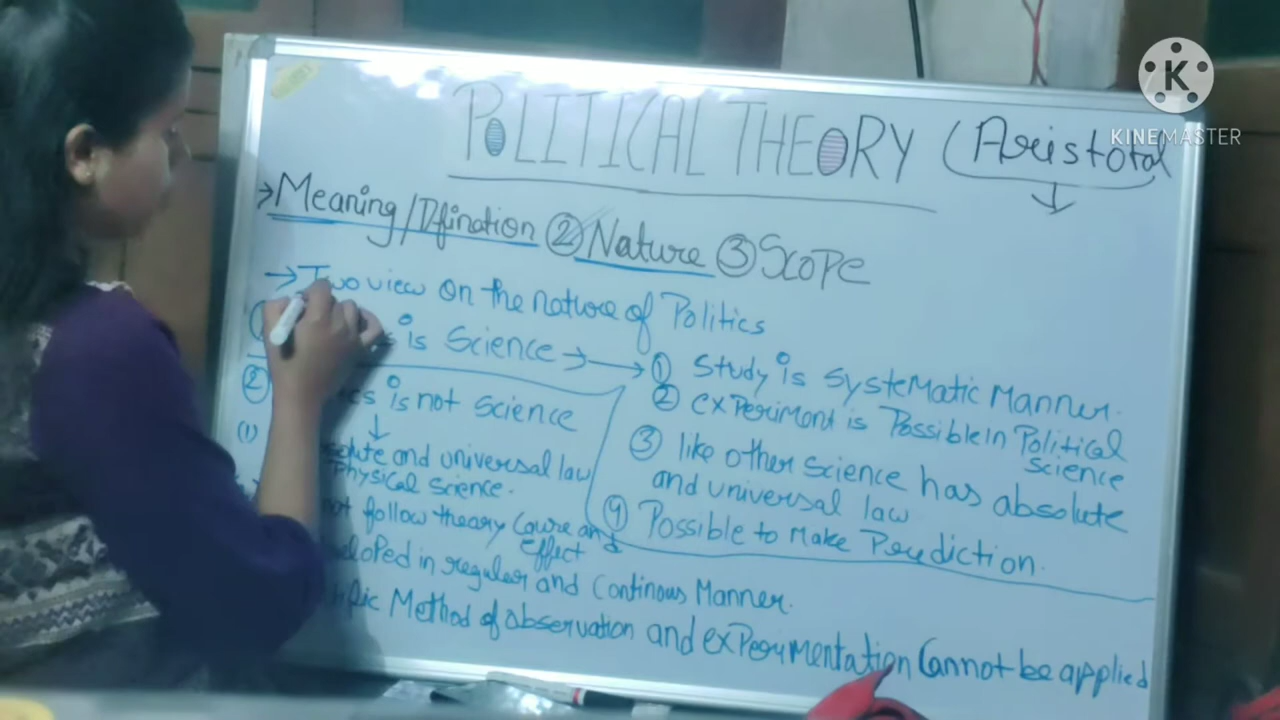 POLITICAL THEORY (Aristotal
K
KINEMASTER
→ Meaning/Dfination ② Nature ③ Scope
→ Two view on the nature of Politics
is Science → → ① Study is systematic Manner.
② is not science
② experiment is Possible in Political science
③ like other science has absolute
and universal law
(1) and universal law
Physical science.
④ Possible to Make Prediction.
follow theory cause and effect
in regular and Continous Manner.
Method of observation and experimentation Cannot be applied